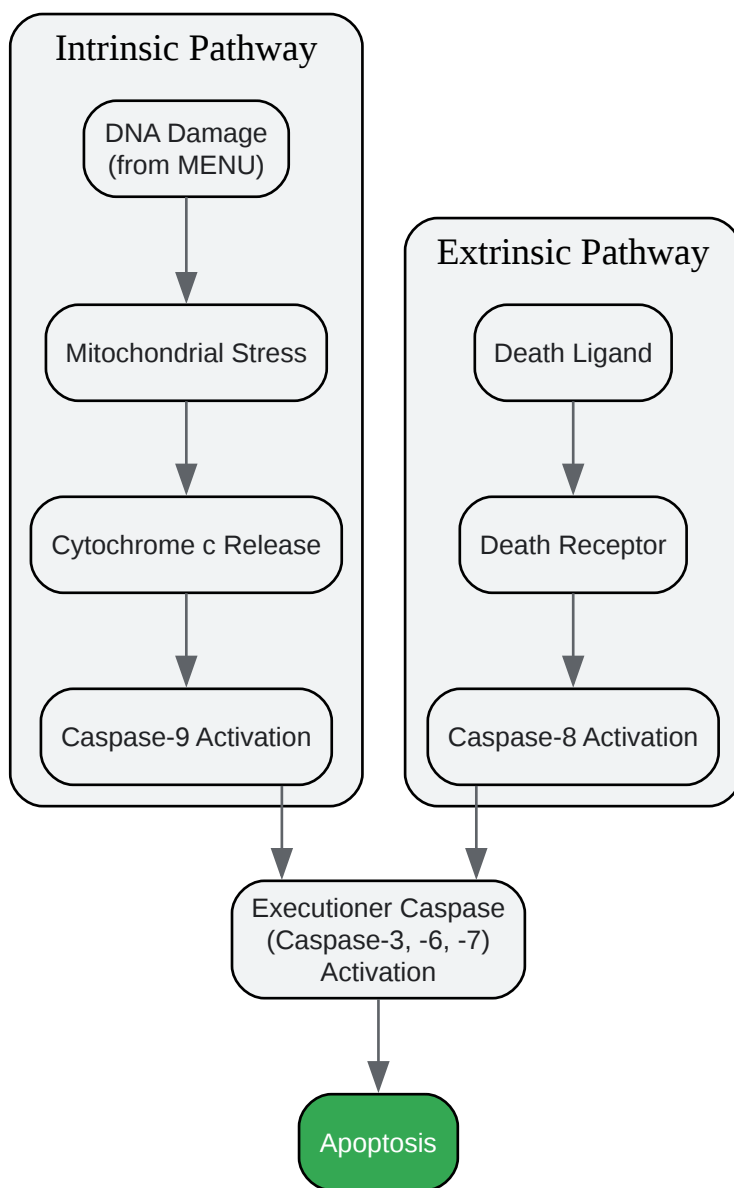 Intrinsic Pathway
DNA Damage
(from MENU)
Mitochondrial Stress
Cytochrome c Release
Caspase-9 Activation
Extrinsic Pathway
Death Ligand
Death Receptor
Caspase-8 Activation
Executioner Caspase
(Caspase-3, -6, -7)
Activation
Apoptosis